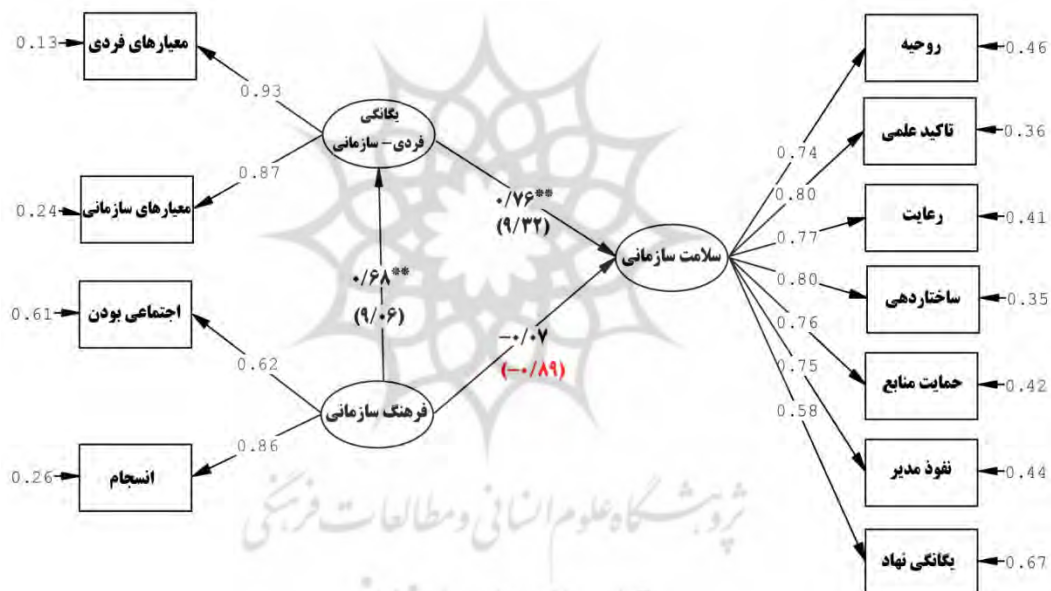 0.13
معیارهای فردی
0.93
0.24
معیارهای سازمانی
0.87
0.61
اجتماعی بودن
0.62
0.26
انسجام
0.86
یگانگی
فردی- سازمانی
۰/۶۸**
(۹/۰۶)
فرهنگ سازمانی
۰/۷۶**
(۹/۳۲)
-۰/۰۷
(-۰/۸۹)
سلامت سازمانی
روحیه
0.46
0.74
تاکید علمی
0.36
0.80
رعایت
0.41
0.77
ساختاردهی
0.35
0.80
حمایت منابع
0.42
0.76
نفوذ مدیر
0.44
0.75
یگانگی نهاد
0.67
0.58
پژوهشگاه علوم انسانی و مطالعات فرهنگی